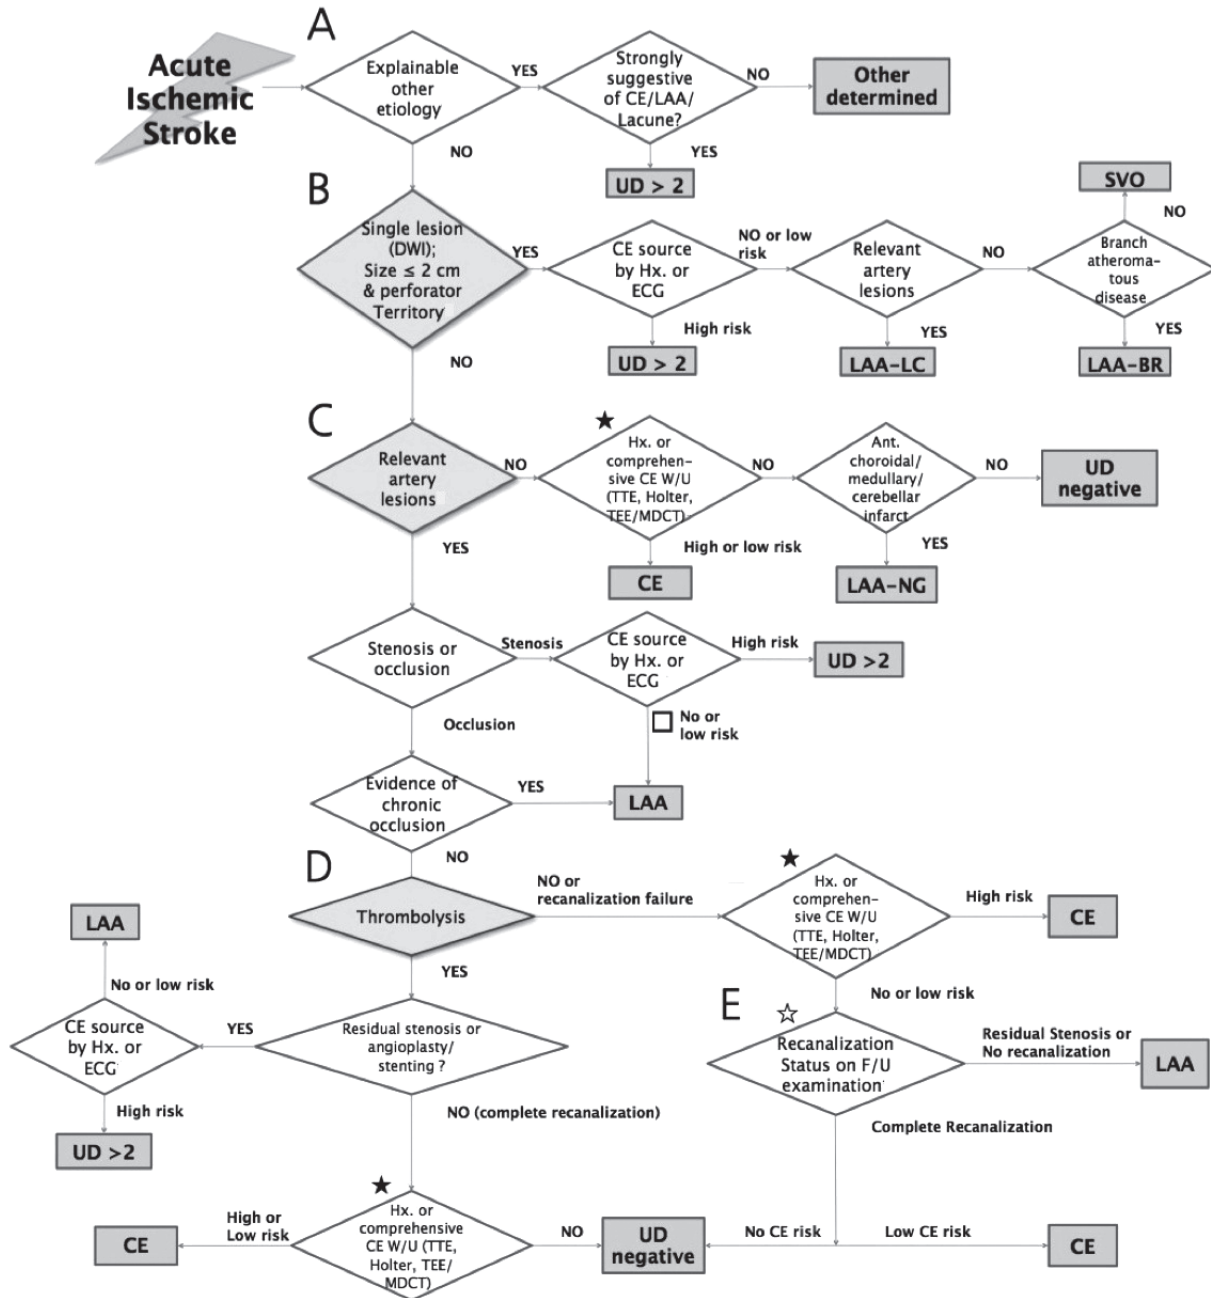 A
Acute
Ischemic
Stroke
Explainable
other
etiology
YES
Strongly
suggestive
of CE/LAA/
Lacune?
NO
Other
determined
NO
YES
UD > 2
B
Single lesion
(DWI);
Size ≤ 2 cm
& perforator
Territory
YES
CE source
by Hx. or
ECG
NO or low
risk
Relevant
artery
lesions
NO
Branch
atheroma-
tous
disease
NO
SVO
High risk
UD > 2
YES
LAA-LC
YES
LAA-BR
NO
C
Relevant
artery
lesions
NO
★
Hx. or
comprehen-
sive CE W/U
(TTE, Holter,
TEE/MDCT)
NO
Ant.
choroidal/
medullary/
cerebellar
infarct
NO
UD
negative
YES
High or low risk
CE
YES
LAA-NG
Stenosis or
occlusion
Stenosis
CE source
by Hx. or
ECG
High risk
UD >2
Occlusion
No or
low risk
Evidence of
chronic
occlusion
YES
LAA
NO
D
Thrombolysis
NO or
recanalization failure
★
Hx. or
comprehen-
sive CE W/U
(TTE, Holter,
TEE/MDCT)
High risk
CE
YES
LAA
No or low risk
CE source
by Hx. or
ECG
YES
Residual stenosis or
angioplasty/
stenting ?
High risk
UD >2
NO (complete recanalization)
No or low risk
E
☆
Recanalization
Status on F/U
examination
Residual Stenosis or
No recanalization
LAA
Complete Recanalization
★
Hx. or
comprehensive
CE W/U (TTE,
Holter, TEE/
MDCT)
High or
Low risk
CE
NO
UD
negative
No CE risk
Low CE risk
CE